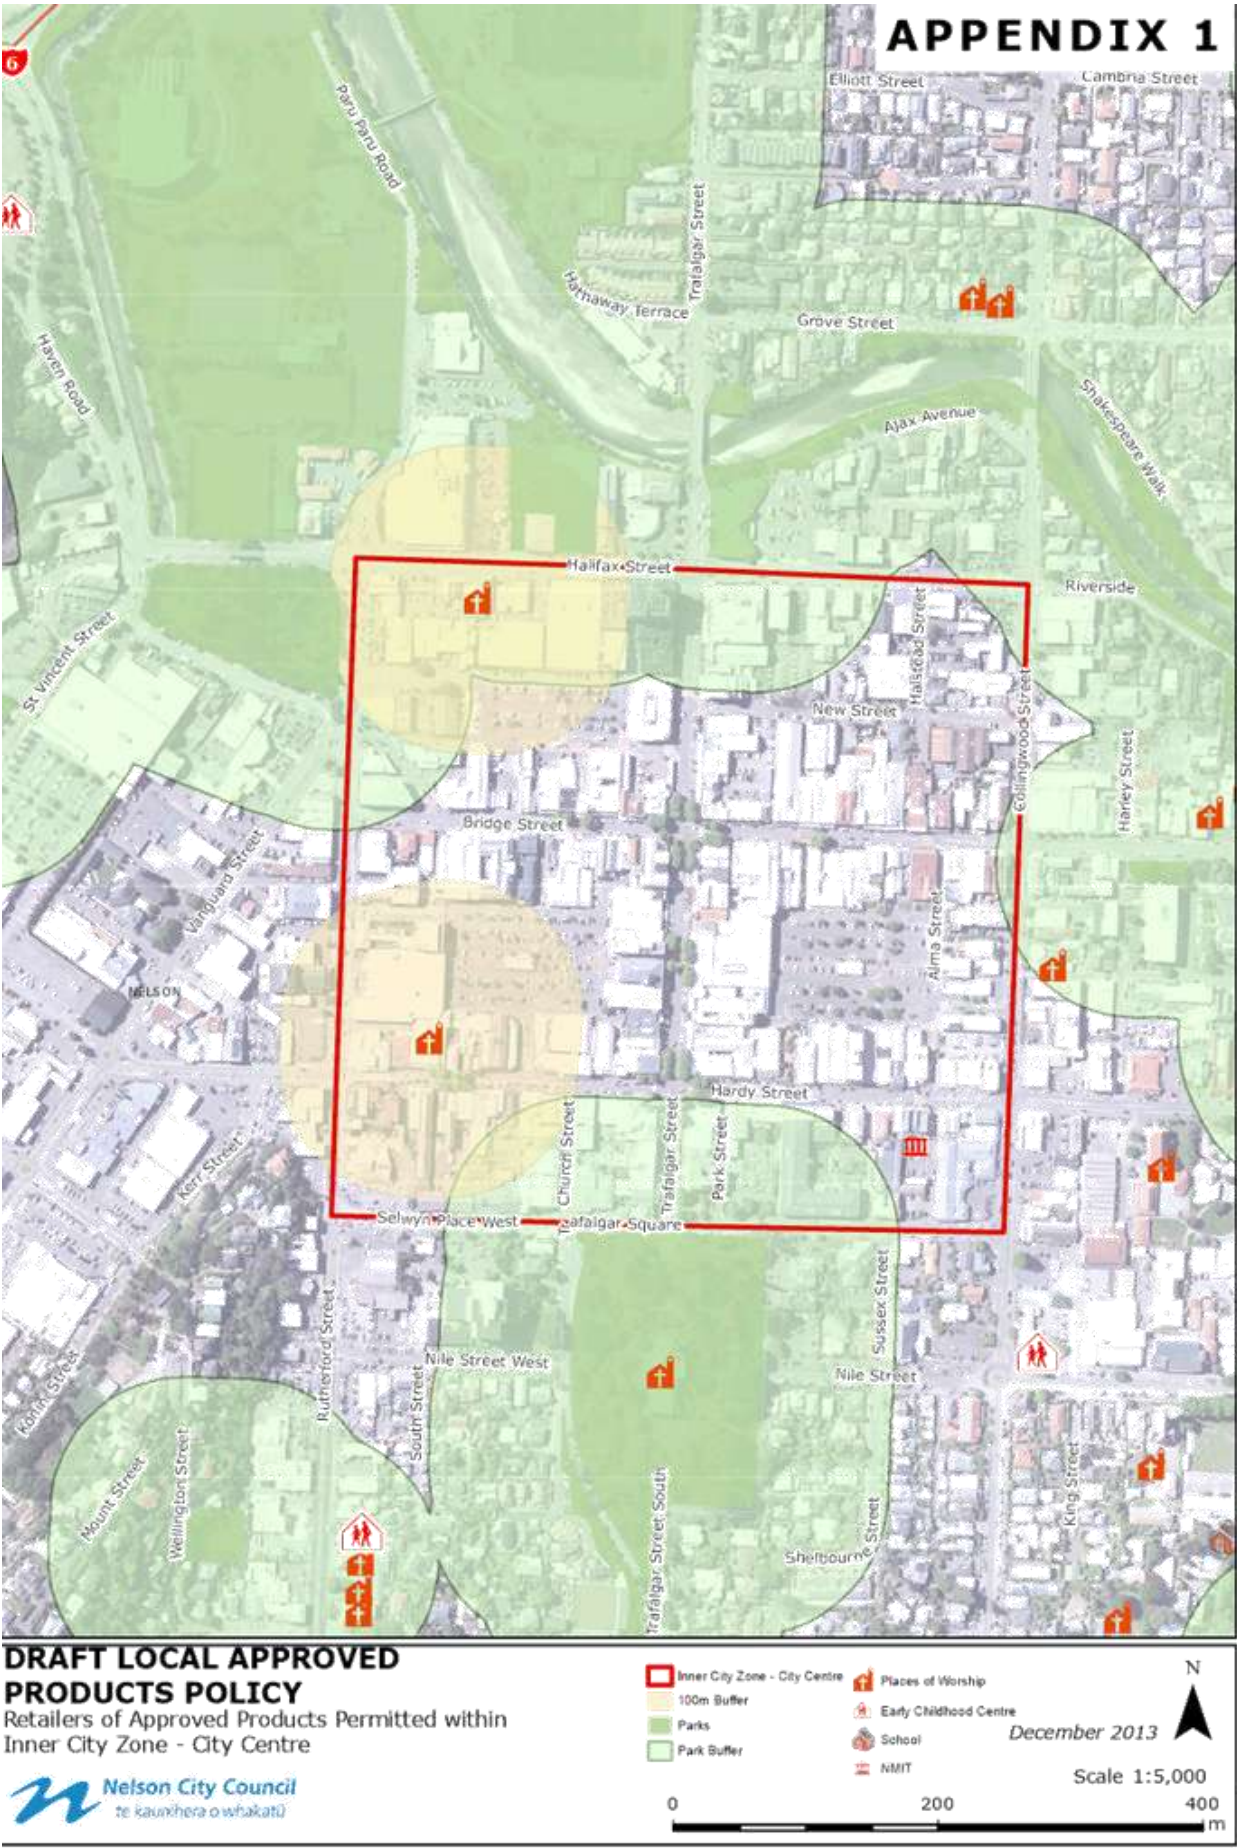 APPENDIX 1
6
Elliott Street
Cambria Street
Paru Paru Road
Trafalgar Street
Hathaway Terrace
Grove Street
Haven Road
Shakespeare Walk
Ajax Avenue
Halifax Street
Riverside
St Vincent Street
Halstead Street
New Street
Collingwood Street
Harley Street
Bridge Street
Vanguard Street
Alma Street
NELSON
Hardy Street
Church Street
Trafalgar Street
Park Street
Kerr Street
Selwyn Place West
Trafalgar Square
Sussex Street
Rutherford Street
Nile Street West
Nile Street
South Street
Konini Street
Mount Street
Wellington Street
King Street
Trafalgar Street South
Shelbourne Street
DRAFT LOCAL APPROVED
PRODUCTS POLICY
Retailers of Approved Products Permitted within
Inner City Zone - City Centre
Nelson City Council
te kaunihera o whakatū
Inner City Zone - City Centre
100m Buffer
Parks
Park Buffer
Places of Worship
Early Childhood Centre
School
NMIT
December 2013
N
Scale 1:5,000
0 200 400
m